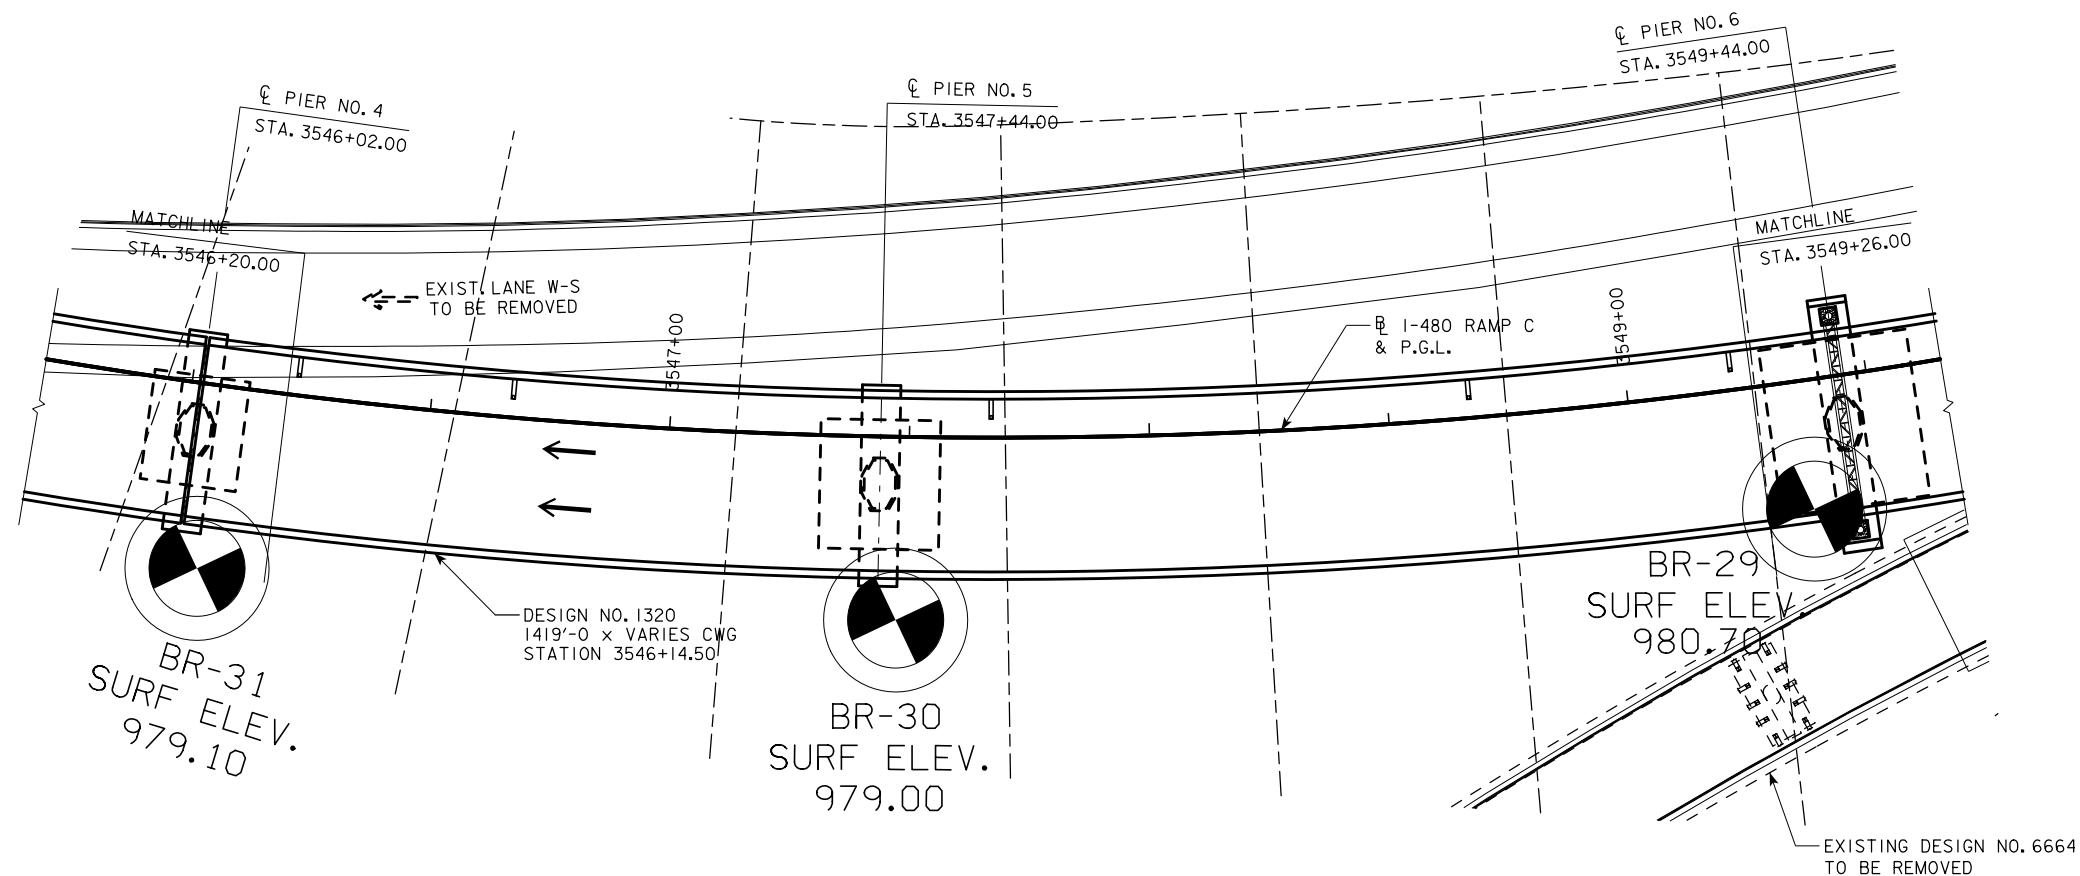 ℄ PIER NO. 4
STA. 3546+02.00
℄ PIER NO. 5
STA. 3547+44.00
℄ PIER NO. 6
STA. 3549+44.00
MATCHLINE
STA. 3546+20.00
MATCHLINE
STA. 3549+26.00
EXIST. LANE W-S
TO BE REMOVED
3547+00
3549+00
BL I-480 RAMP C
& P.G.L.
DESIGN NO. 1320
1419'-0 x VARIES CWG
STATION 3546+14.50
BR-31
SURF ELEV.
979.10
BR-30
SURF ELEV.
979.00
BR-29
SURF ELEV.
980.70
EXISTING DESIGN NO. 6664
TO BE REMOVED